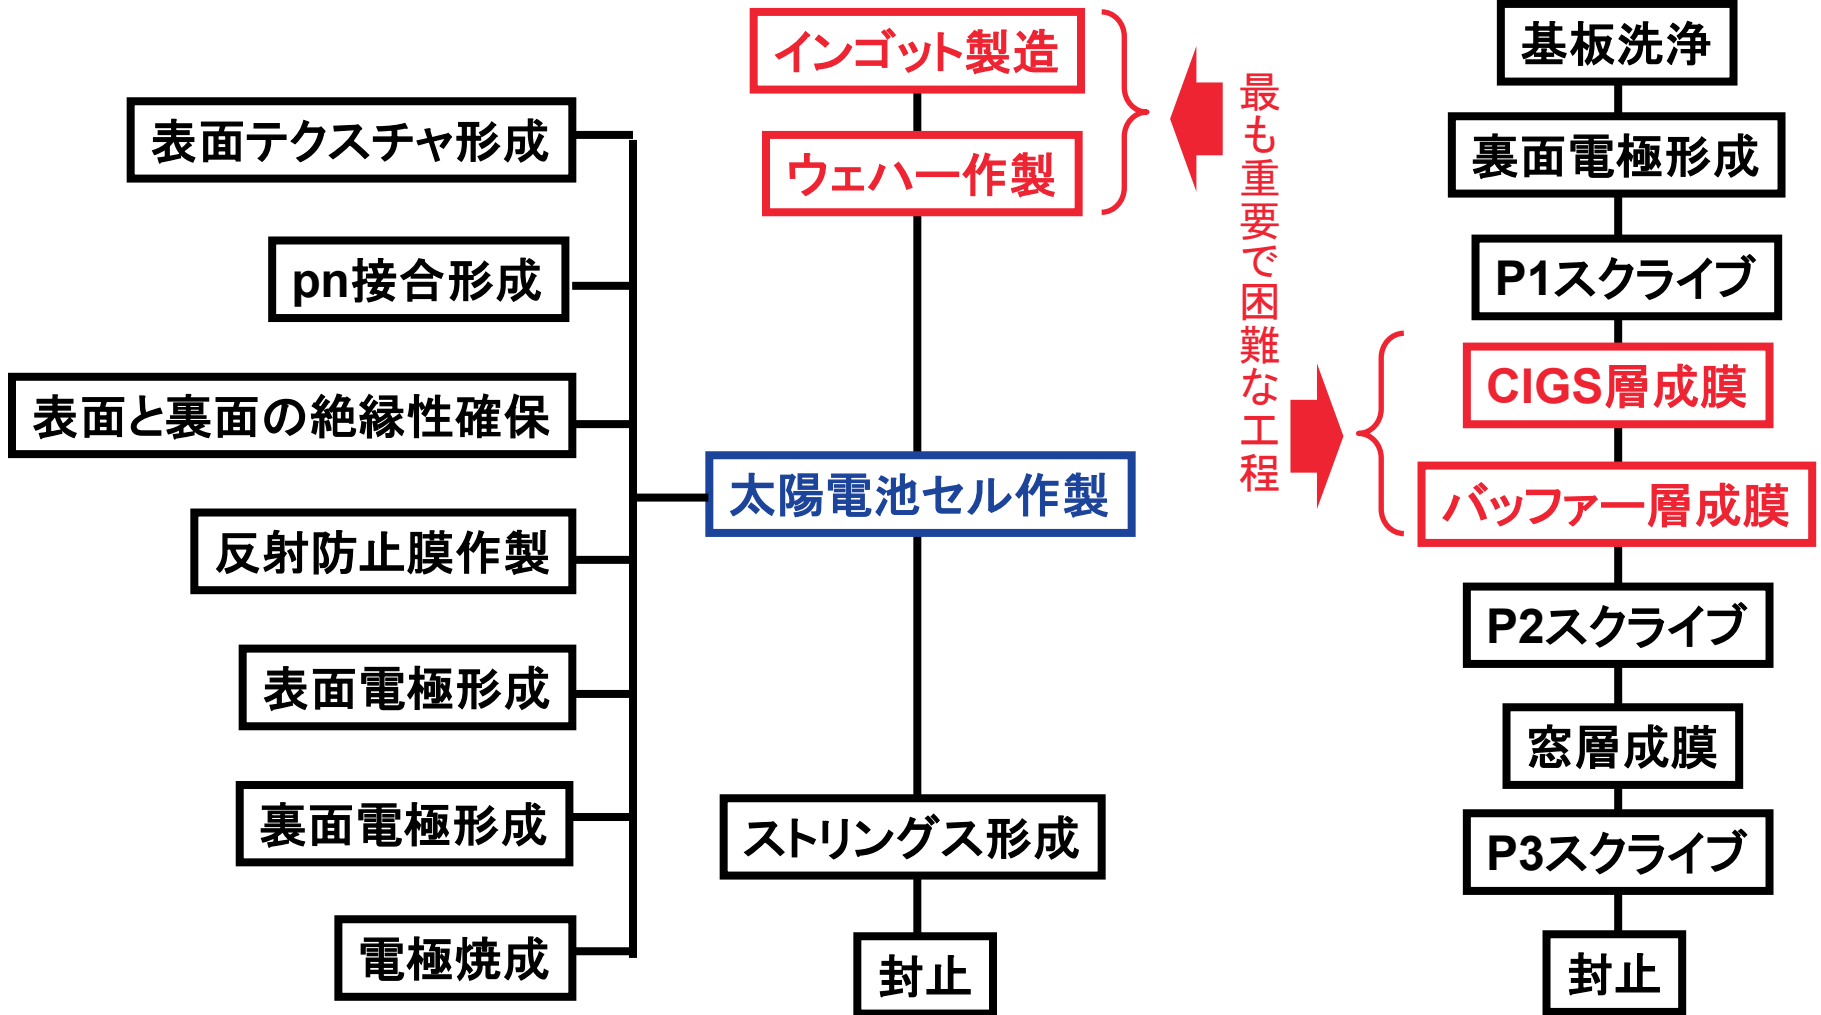 表面テクスチャ形成
pn接合形成
表面と裏面の絶縁性確保
反射防止膜作製
表面電極形成
裏面電極形成
電極焼成
インゴット製造
ウェハー作製
太陽電池セル作製
ストリングス形成
封止
最も重要で困難な工程
基板洗浄
裏面電極形成
P1スクライブ
CIGS層成膜
バッファー層成膜
P2スクライブ
窓層成膜
P3スクライブ
封止